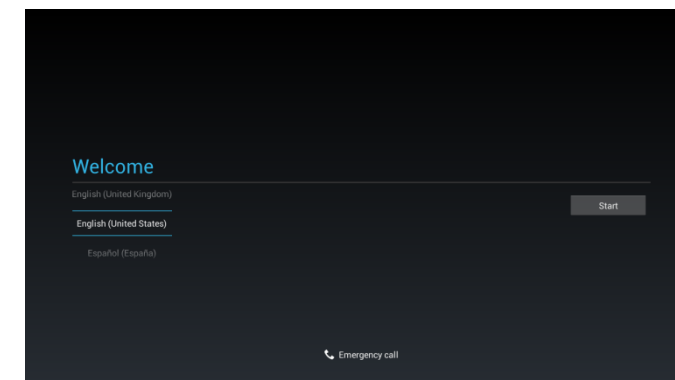 Welcome
English (United Kingdom)
English (United States)
Español (España)
Start
Emergency call